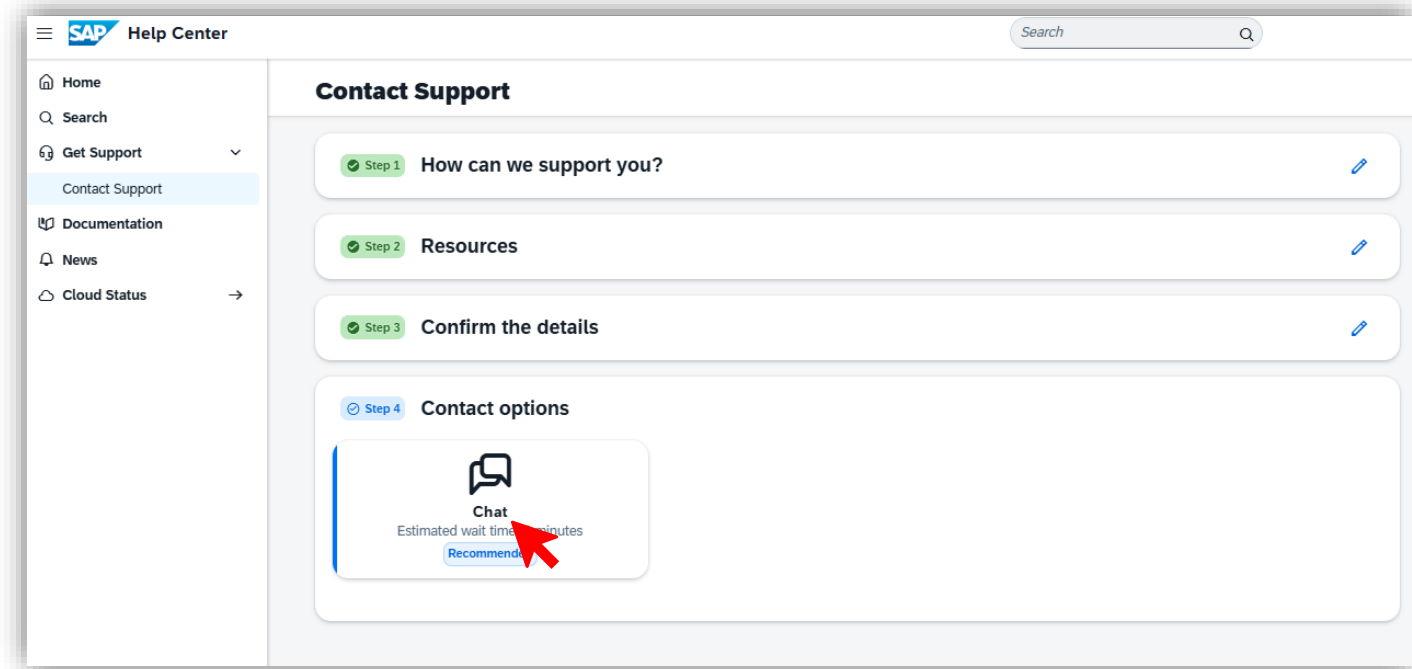 SAP Help Center
Search
Home
Search
Get Support
Contact Support
Documentation
News
Cloud Status
Contact Support
Step 1 How can we support you?
Step 2 Resources
Step 3 Confirm the details
Step 4 Contact options
Chat
Estimated wait time minutes